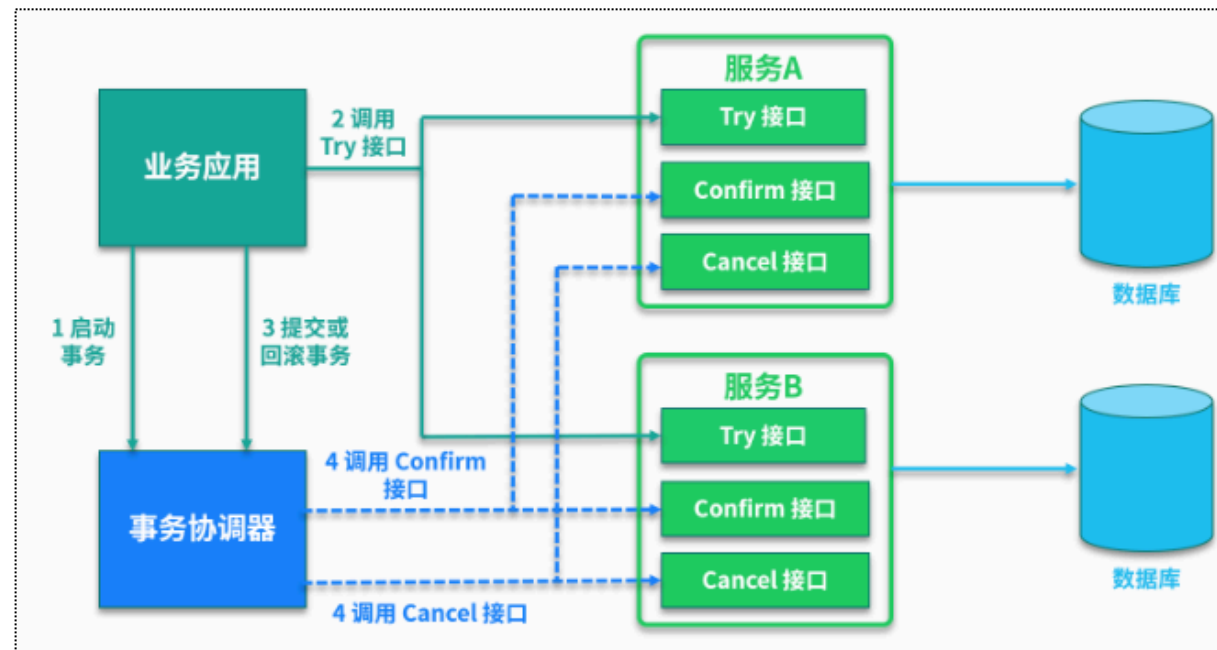 服务A
Try 接口
Confirm 接口
Cancel 接口
业务应用
2 调用
Try 接口
数据库
1 启动
事务
3 提交或
回滚事务
服务B
Try 接口
Confirm 接口
Cancel 接口
4 调用 Confirm
接口
事务协调器
4 调用 Cancel 接口
数据库